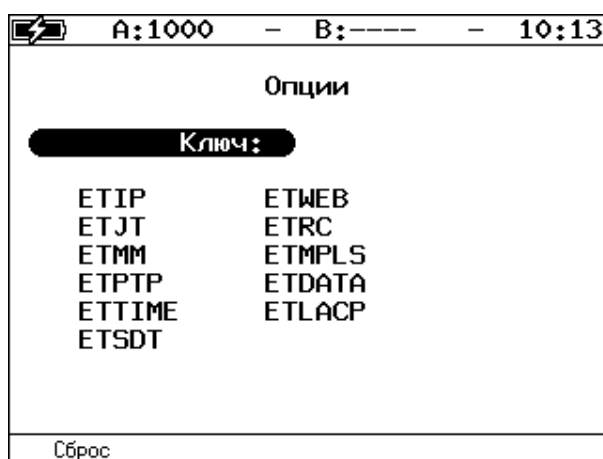 A:1000 – B:---- – 10:13
Опции
Ключ:
ETIP ETWEB
ETJT ETRC
ETMM ETMPLS
ETPTP ETDATA
ETTIME ETLACP
ETSDT
Сброс